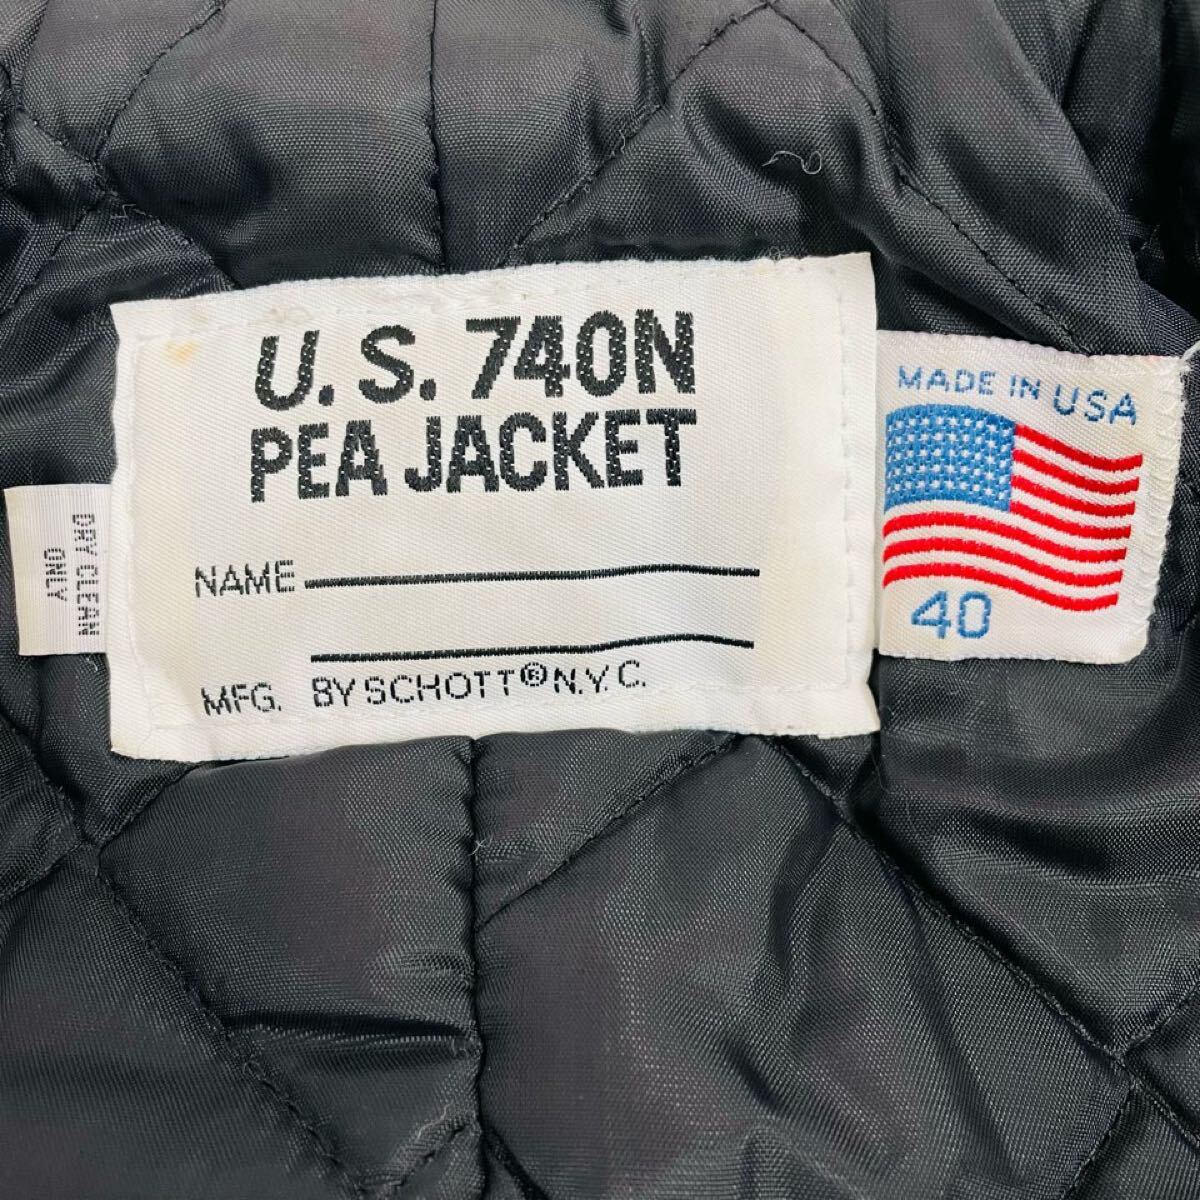 U.S. 740N
PEA JACKET
NAME
MFG. BY SCHOTT® N.Y.C.
DRY CLEAN
ONLY
MADE IN USA
40